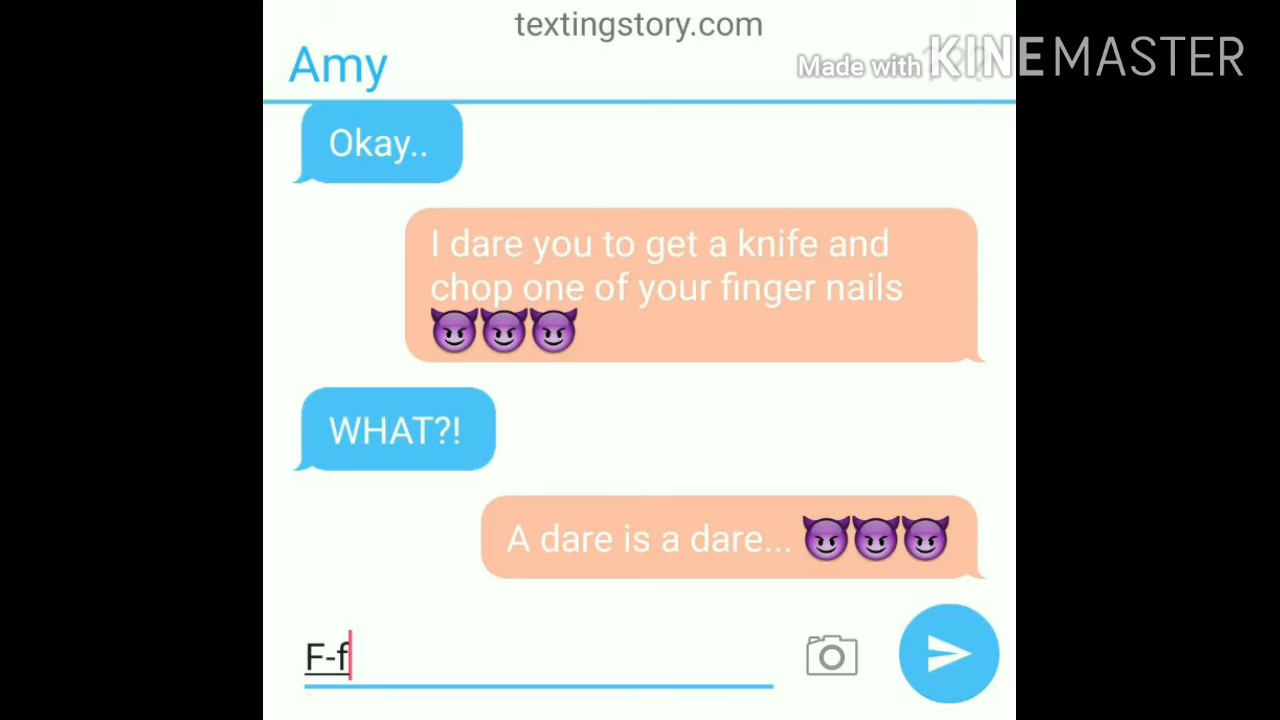 textingstory.com
Amy
Made with KINEMASTER
Okay..
I dare you to get a knife and
chop one of your finger nails
😈😈😈
WHAT?!
A dare is a dare... 😈😈😈
F-f